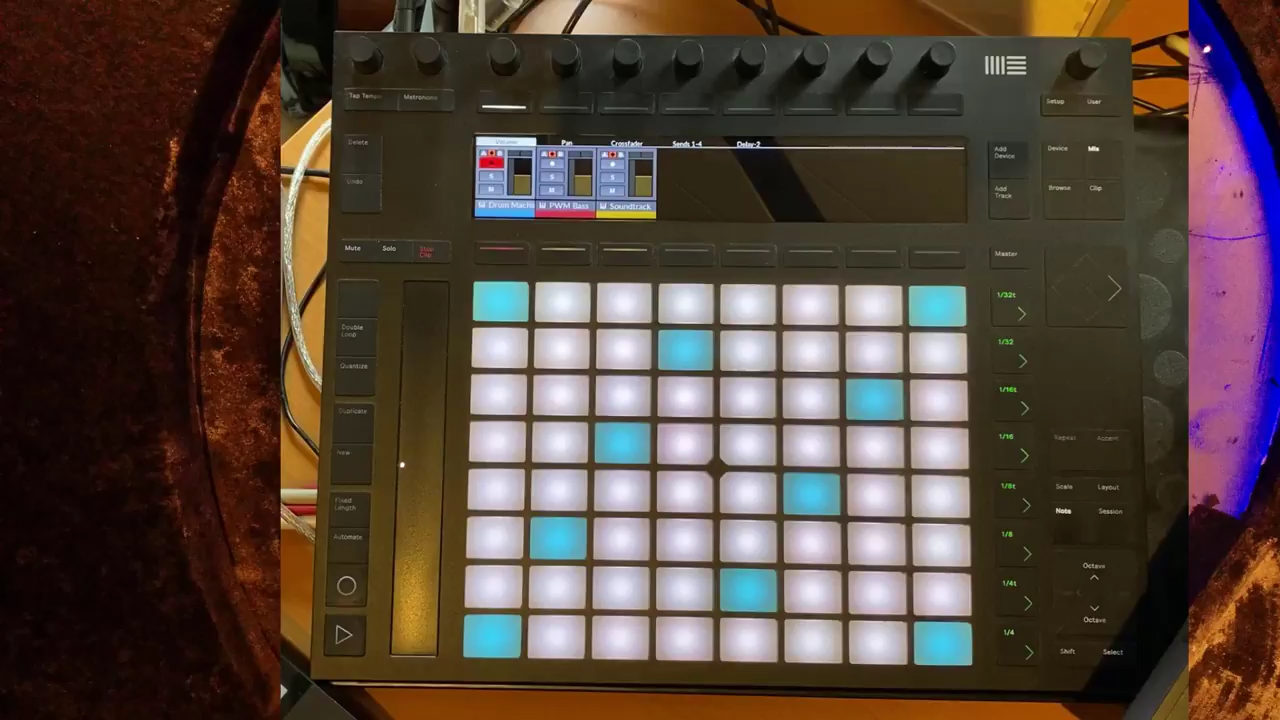 Tap Tempo
Metronome
Setup
User
Delete
Undo
Volume
Pan
Crossfader
Sends 1-4
Delay-2
A
S
M
S
M
S
M
Drum Machi
PWM Bass
Soundtrack
Add
Device
Add
Track
Device
Mix
Browse
Clip
Mute
Solo
Stop
Clip
Master
Double
Loop
Quantize
Duplicate
New
Fixed
Length
Automate
1/32t
1/32
1/16t
1/16
1/8t
1/8
1/4t
1/4
Repeat
Accent
Scale
Layout
Note
Session
Octave
Octave
Shift
Select